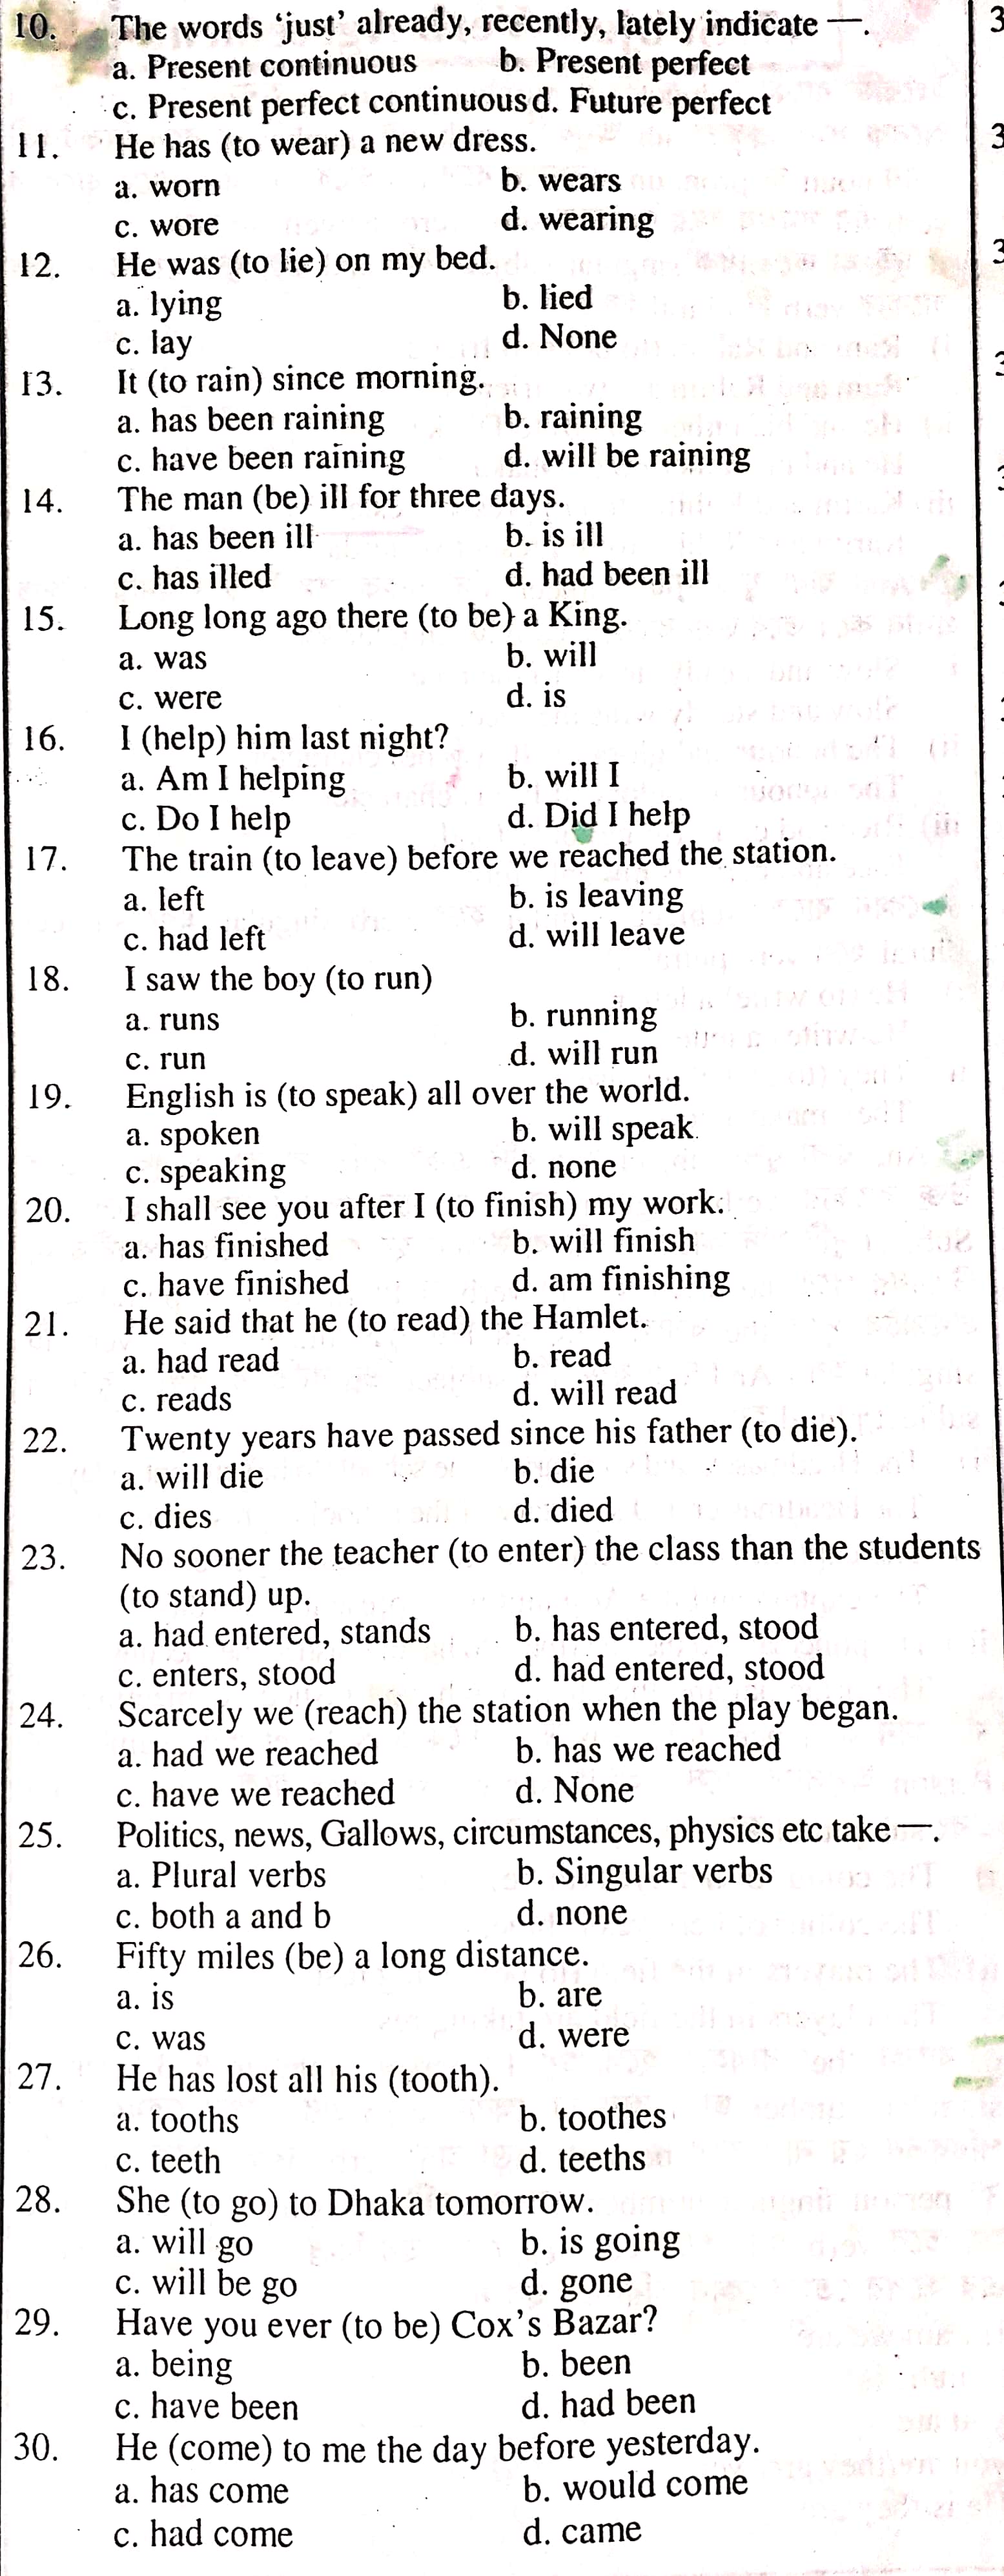 10. The words ‘just’ already, recently, lately indicate —.
a. Present continuous b. Present perfect
c. Present perfect continuous d. Future perfect
11. He has (to wear) a new dress.
a. worn b. wears
c. wore d. wearing
12. He was (to lie) on my bed.
a. lying b. lied
c. lay d. None
13. It (to rain) since morning.
a. has been raining b. raining
c. have been raining d. will be raining
14. The man (be) ill for three days.
a. has been ill b. is ill
c. has illed d. had been ill
15. Long long ago there (to be) a King.
a. was b. will
c. were d. is
16. I (help) him last night?
a. Am I helping b. will I
c. Do I help d. Did I help
17. The train (to leave) before we reached the station.
a. left b. is leaving
c. had left d. will leave
18. I saw the boy (to run)
a. runs b. running
c. run d. will run
19. English is (to speak) all over the world.
a. spoken b. will speak
c. speaking d. none
20. I shall see you after I (to finish) my work.
a. has finished b. will finish
c. have finished d. am finishing
21. He said that he (to read) the Hamlet.
a. had read b. read
c. reads d. will read
22. Twenty years have passed since his father (to die).
a. will die b. die
c. dies d. died
23. No sooner the teacher (to enter) the class than the students
(to stand) up.
a. had entered, stands b. has entered, stood
c. enters, stood d. had entered, stood
24. Scarcely we (reach) the station when the play began.
a. had we reached b. has we reached
c. have we reached d. None
25. Politics, news, Gallows, circumstances, physics etc take —.
a. Plural verbs b. Singular verbs
c. both a and b d. none
26. Fifty miles (be) a long distance.
a. is b. are
c. was d. were
27. He has lost all his (tooth).
a. tooths b. toothes
c. teeth d. teeths
28. She (to go) to Dhaka tomorrow.
a. will go b. is going
c. will be go d. gone
29. Have you ever (to be) Cox’s Bazar?
a. being b. been
c. have been d. had been
30. He (come) to me the day before yesterday.
a. has come b. would come
c. had come d. came